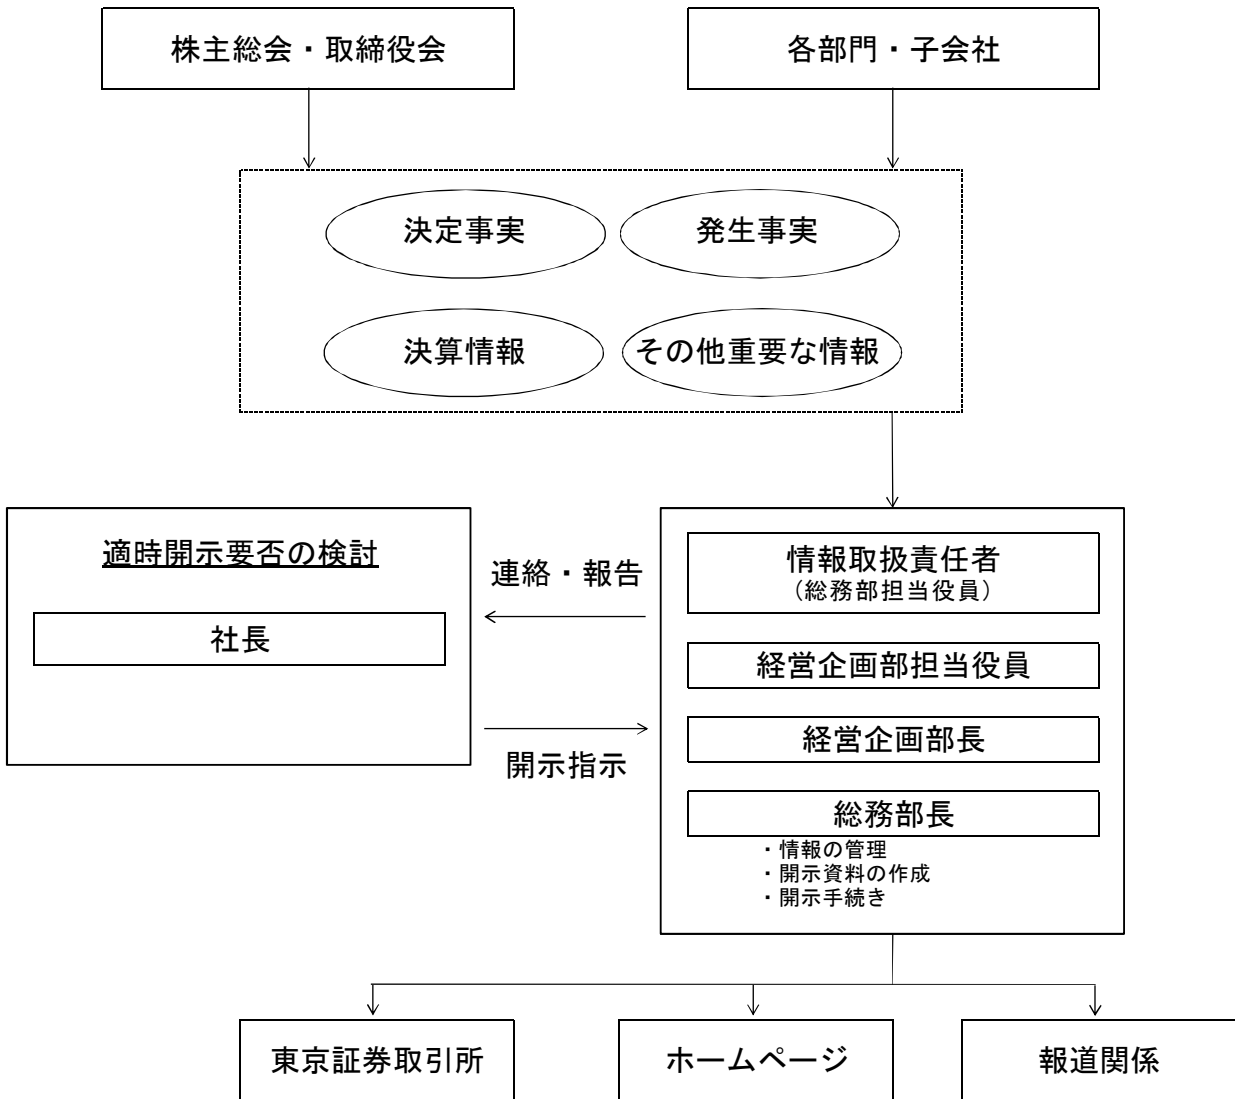 株主総会・取締役会
各部門・子会社
決定事実
発生事実
決算情報
その他重要な情報
適時開示要否の検討
社長
連絡・報告
開示指示
情報取扱責任者
（総務部担当役員）
経営企画部担当役員
経営企画部長
総務部長
・情報の管理
・開示資料の作成
・開示手続き
東京証券取引所
ホームページ
報道関係